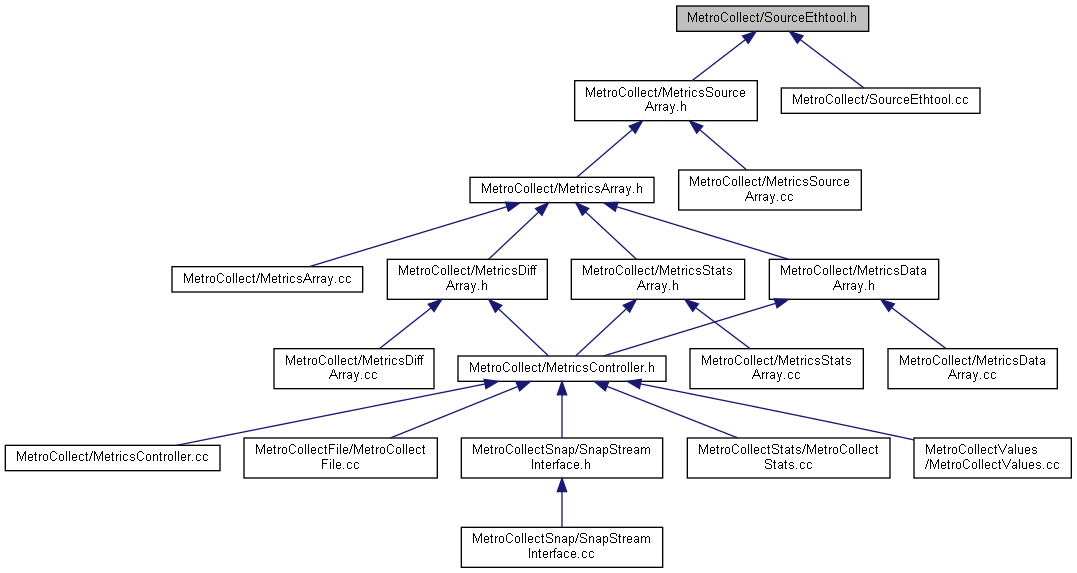 MetroCollect/SourceEthtool.h
MetroCollect/MetricsSource
Array.h
MetroCollect/SourceEthtool.cc
MetroCollect/MetricsArray.h
MetroCollect/MetricsSource
Array.cc
MetroCollect/MetricsArray.cc
MetroCollect/MetricsDiff
Array.h
MetroCollect/MetricsStats
Array.h
MetroCollect/MetricsData
Array.h
MetroCollect/MetricsDiff
Array.cc
MetroCollect/MetricsController.h
MetroCollect/MetricsStats
Array.cc
MetroCollect/MetricsData
Array.cc
MetroCollect/MetricsController.cc
MetroCollectFile/MetroCollect
File.cc
MetroCollectSnap/SnapStream
Interface.h
MetroCollectStats/MetroCollect
Stats.cc
MetroCollectValues
/MetroCollectValues.cc
MetroCollectSnap/SnapStream
Interface.cc